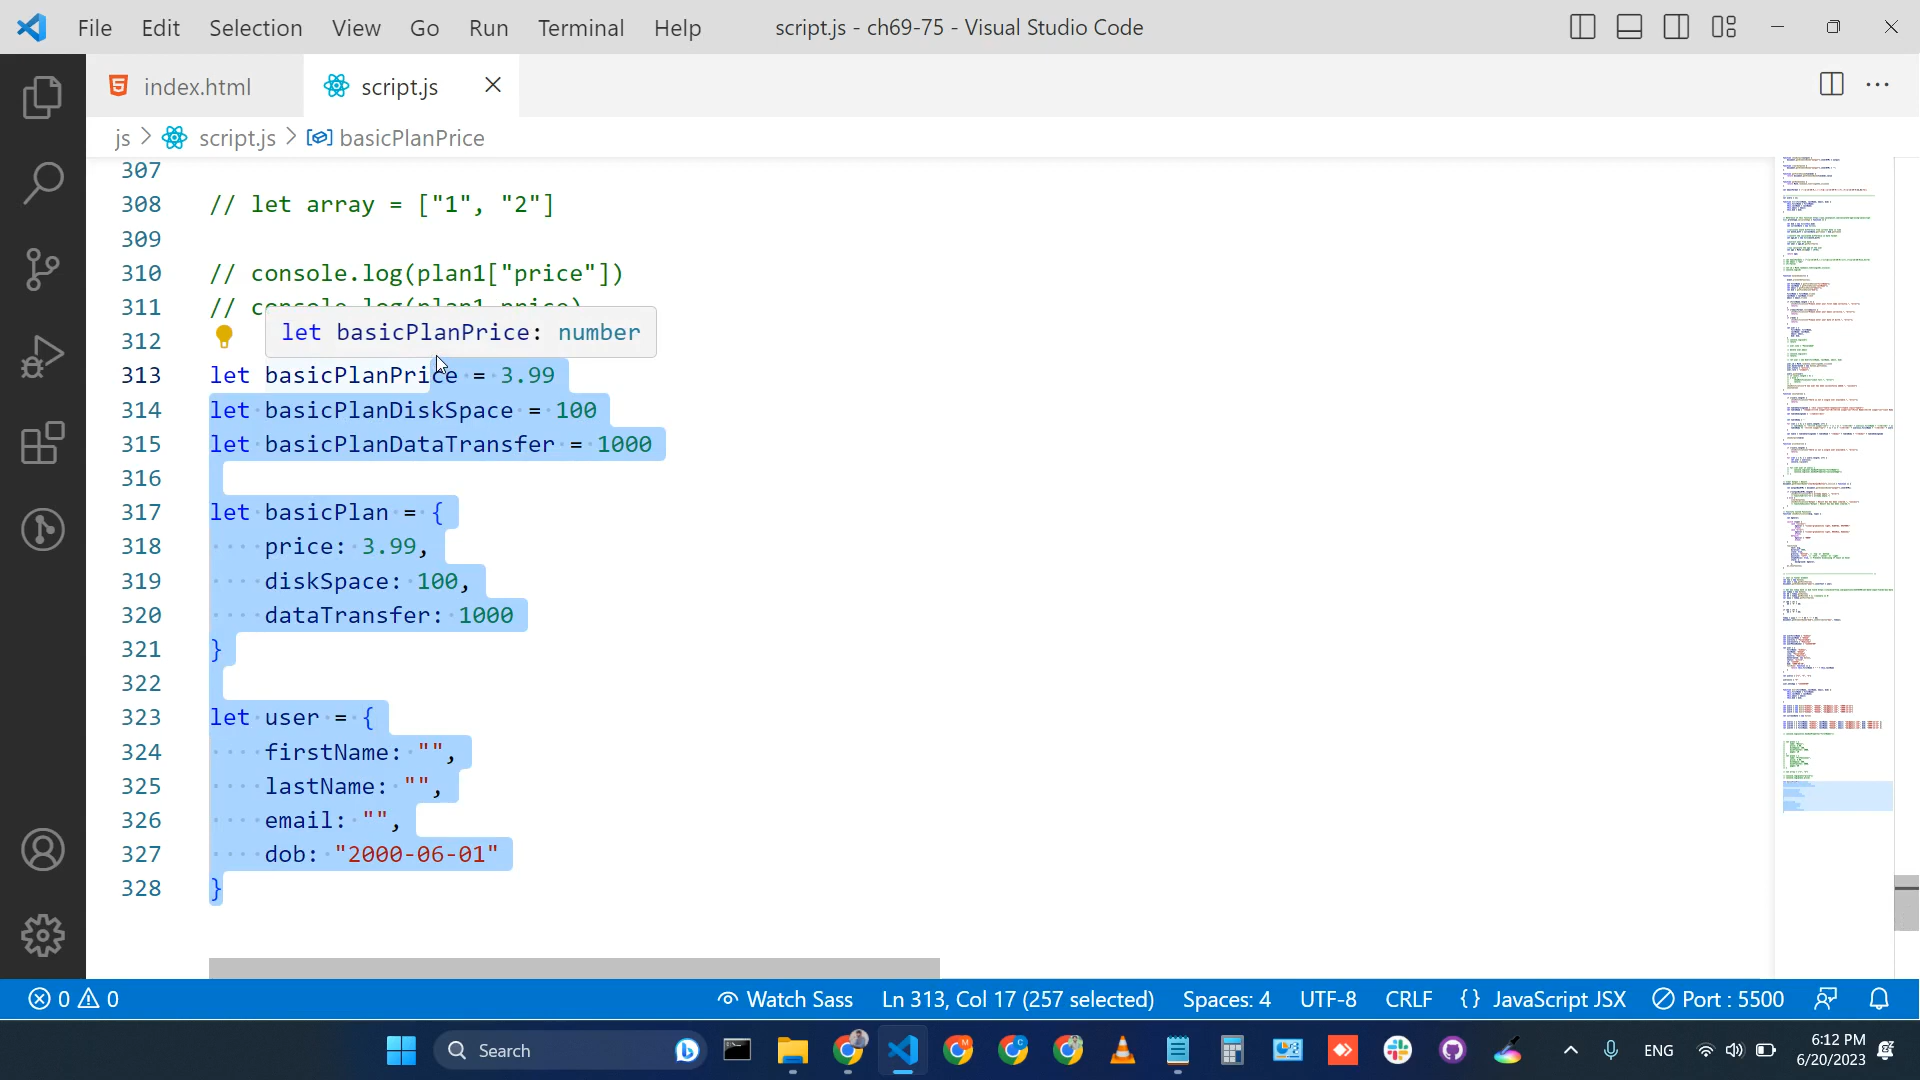 File Edit Selection View Go Run Terminal Help script.js - ch69-75 - Visual Studio Code
index.html script.js
js > script.js > basicPlanPrice
307
308 // let array = ["1", "2"]
309
310 // console.log(plan1["price"])
311 // console.log(plan1.price)
let basicPlanPrice: number
312
313 let basicPlanPrice = 3.99
314 let basicPlanDiskSpace = 100
315 let basicPlanDataTransfer = 1000
316
317 let basicPlan = {
318 price: 3.99,
319 diskSpace: 100,
320 dataTransfer: 1000
321 }
322
323 let user = {
324 firstName: "",
325 lastName: "",
326 email: "",
327 dob: "2000-06-01"
328 }
0 0 Watch Sass Ln 313, Col 17 (257 selected) Spaces: 4 UTF-8 CRLF {} JavaScript JSX Port : 5500
Search ENG 6:12 PM
6/20/2023